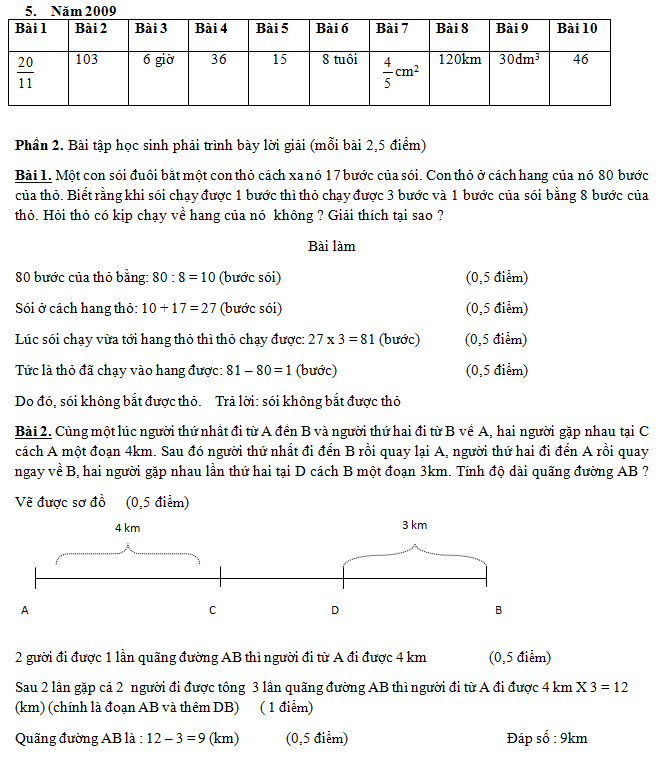 5. Năm 2009
Bài 1 Bài 2 Bài 3 Bài 4 Bài 5 Bài 6 Bài 7 Bài 8 Bài 9 Bài 10
20/11 103 6 giờ 36 15 8 tuổi 4/5 cm² 120km 30dm³ 46
Phần 2. Bài tập học sinh phải trình bày lời giải (mỗi bài 2,5 điểm)
Bài 1. Một con sói đuổi bắt một con thỏ cách xa nó 17 bước của sói. Con thỏ ở cách hang của nó 80 bước
của thỏ. Biết rằng khi sói chạy được 1 bước thì thỏ chạy được 3 bước và 1 bước của sói bằng 8 bước của
thỏ. Hỏi thỏ có kịp chạy về hang của nó không ? Giải thích tại sao ?
Bài làm
80 bước của thỏ bằng: 80 : 8 = 10 (bước sói) (0,5 điểm)
Sói ở cách hang thỏ: 10 + 17 = 27 (bước sói) (0,5 điểm)
Lúc sói chạy vừa tới hang thỏ thì thỏ chạy được: 27 x 3 = 81 (bước) (0,5 điểm)
Tức là thỏ đã chạy vào hang được: 81 – 80 = 1 (bước) (0,5 điểm)
Do đó, sói không bắt được thỏ. Trả lời: sói không bắt được thỏ
Bài 2. Cùng một lúc người thứ nhất đi từ A đến B và người thứ hai đi từ B về A, hai người gặp nhau tại C
cách A một đoạn 4km. Sau đó người thứ nhất đi đến B rồi quay lại A, người thứ hai đi đến A rồi quay
ngay về B, hai người gặp nhau lần thứ hai tại D cách B một đoạn 3km. Tính độ dài quãng đường AB ?
Vẽ được sơ đồ (0,5 điểm)
4 km 3 km
A C D B
2 gười đi được 1 lần quãng đường AB thì người đi từ A đi được 4 km (0,5 điểm)
Sau 2 lần gặp cả 2 người đi được tông 3 lần quãng đường AB thì người đi từ A đi được 4 km X 3 = 12
(km) (chính là đoạn AB và thêm DB) ( 1 điểm)
Quãng đường AB là : 12 – 3 = 9 (km) (0,5 điểm) Đáp số : 9km